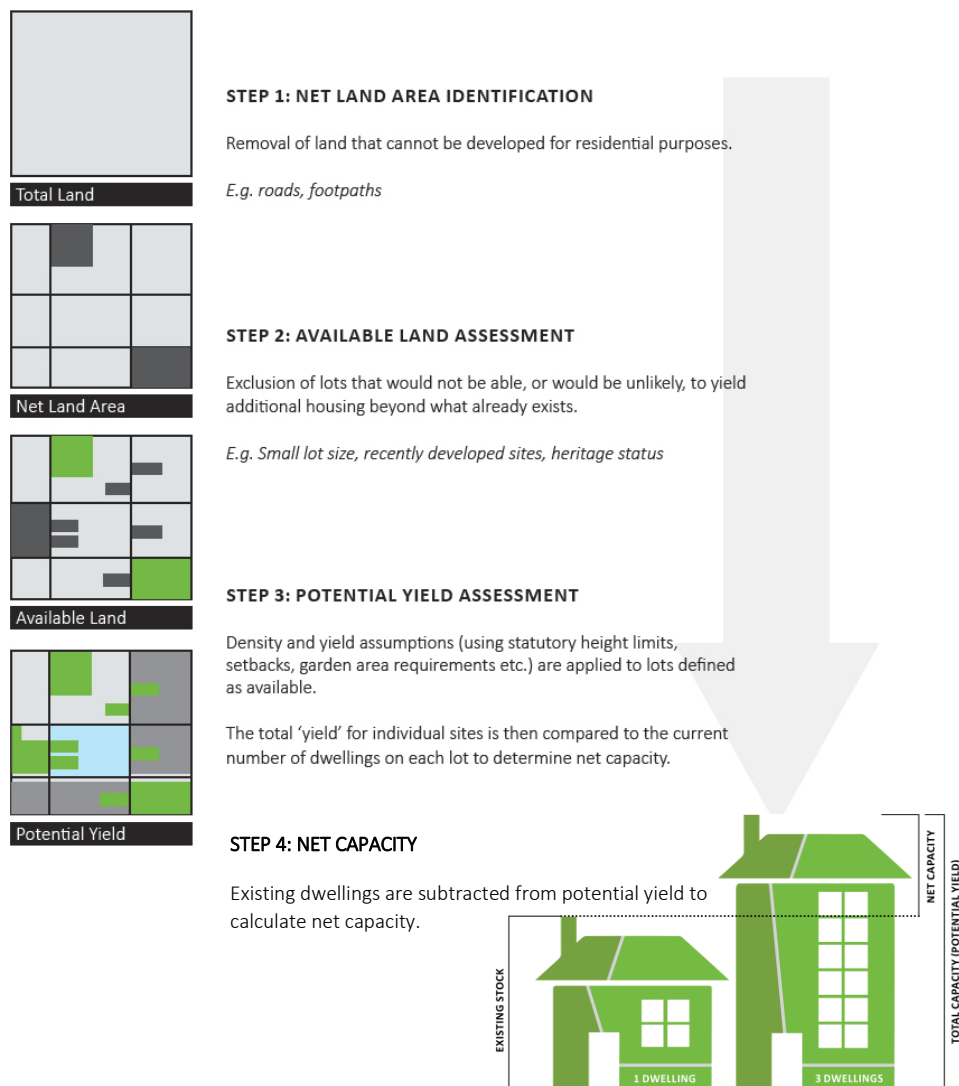 STEP 1: NET LAND AREA IDENTIFICATION
Removal of land that cannot be developed for residential purposes.
E.g. roads, footpaths
Total Land
STEP 2: AVAILABLE LAND ASSESSMENT
Exclusion of lots that would not be able, or would be unlikely, to yield
additional housing beyond what already exists.
E.g. Small lot size, recently developed sites, heritage status
Net Land Area
STEP 3: POTENTIAL YIELD ASSESSMENT
Density and yield assumptions (using statutory height limits,
setbacks, garden area requirements etc.) are applied to lots defined
as available.
The total ‘yield’ for individual sites is then compared to the current
number of dwellings on each lot to determine net capacity.
Available Land
Potential Yield
STEP 4: NET CAPACITY
Existing dwellings are subtracted from potential yield to
calculate net capacity.
EXISTING STOCK
1 DWELLING
3 DWELLINGS
NET CAPACITY
TOTAL CAPACITY (POTENTIAL YIELD)